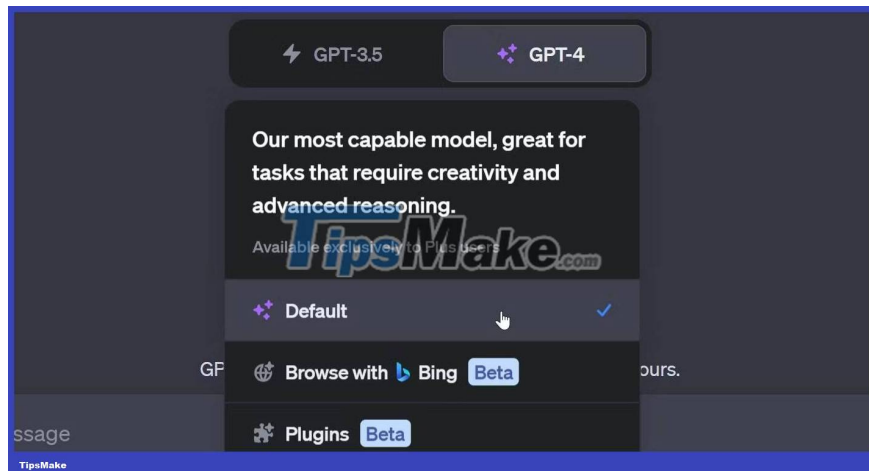 GPT-3.5 GPT-4
Our most capable model, great for
tasks that require creativity and
advanced reasoning.
Available exclusively to Plus users
TipsMake.com
Default
GP ours.
Browse with Bing Beta
ssage
Plugins Beta
TipsMake